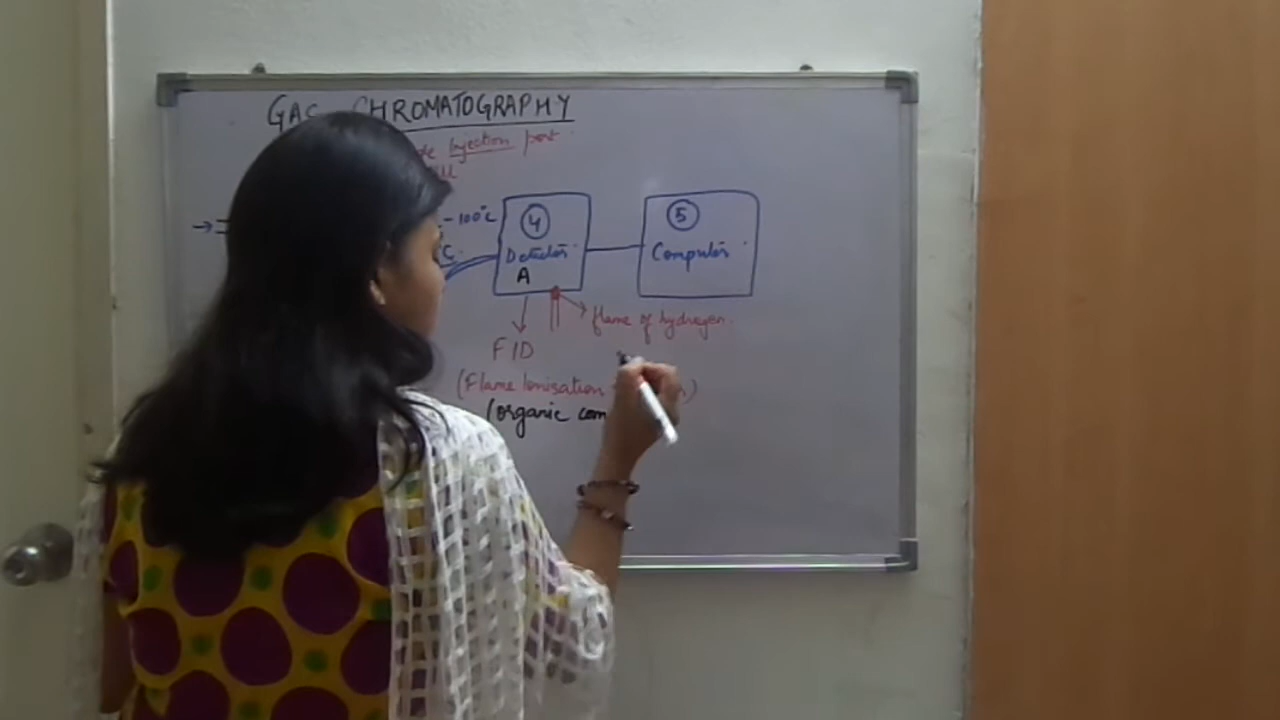 GAS CHROMATOGRAPHY
Injection port
- 100°C
4
Detector
A
5
Computer
flame of hydrogen.
FID
(Flame Ionisation
(organic com